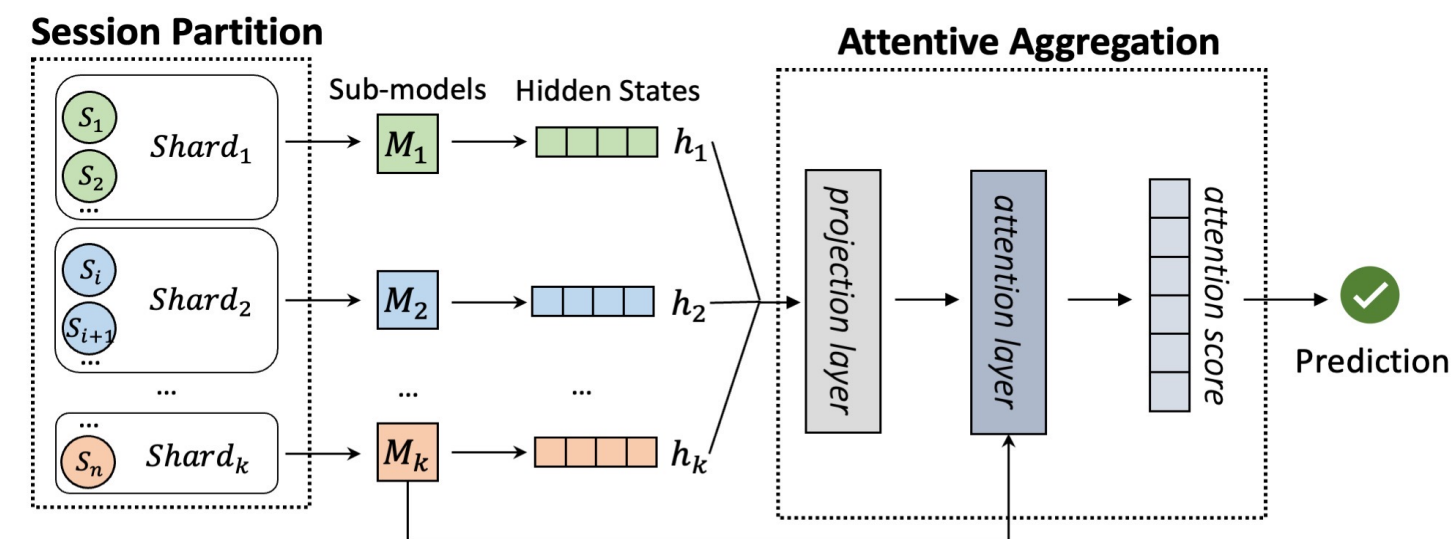 Session Partition
Attentive Aggregation
Sub-models
Hidden States
S₁
S₂
...
Shard₁
M₁
h₁
Sᵢ
Sᵢ₊₁
...
Shard₂
M₂
h₂
...
...
...
...
Sₙ
Shardₖ
Mₖ
hₖ
projection layer
attention layer
attention score
Prediction